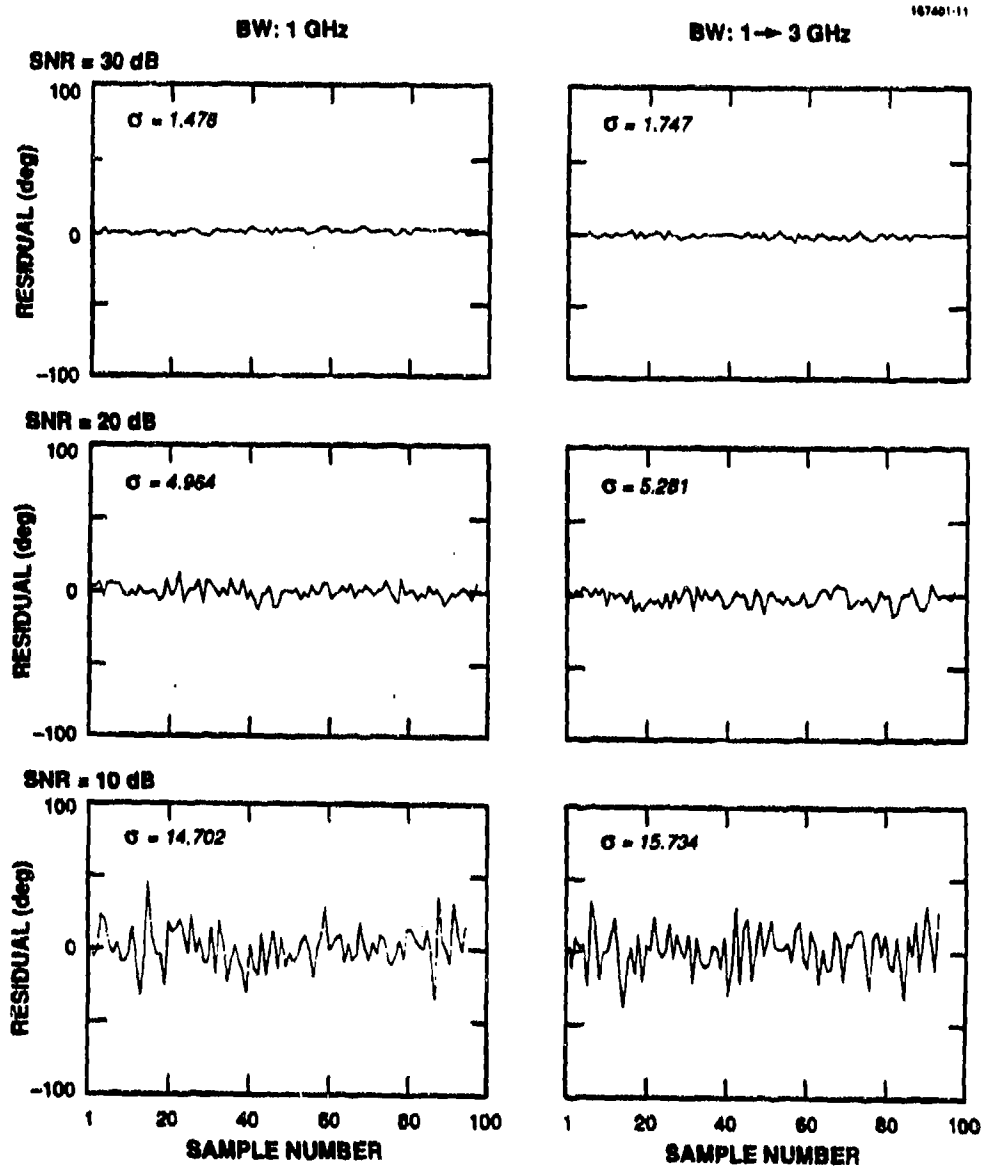 167401-11
BW: 1 GHz
BW: 1→ 3 GHz
SNR = 30 dB
100
σ = 1.478
σ = 1.747
RESIDUAL (deg)
0
-100
SNR = 20 dB
100
σ = 4.954
σ = 5.281
RESIDUAL (deg)
0
-100
SNR = 10 dB
100
σ = 14.702
σ = 15.734
RESIDUAL (deg)
0
-100
1 20 40 60 80 100
1 20 40 60 80 100
SAMPLE NUMBER
SAMPLE NUMBER